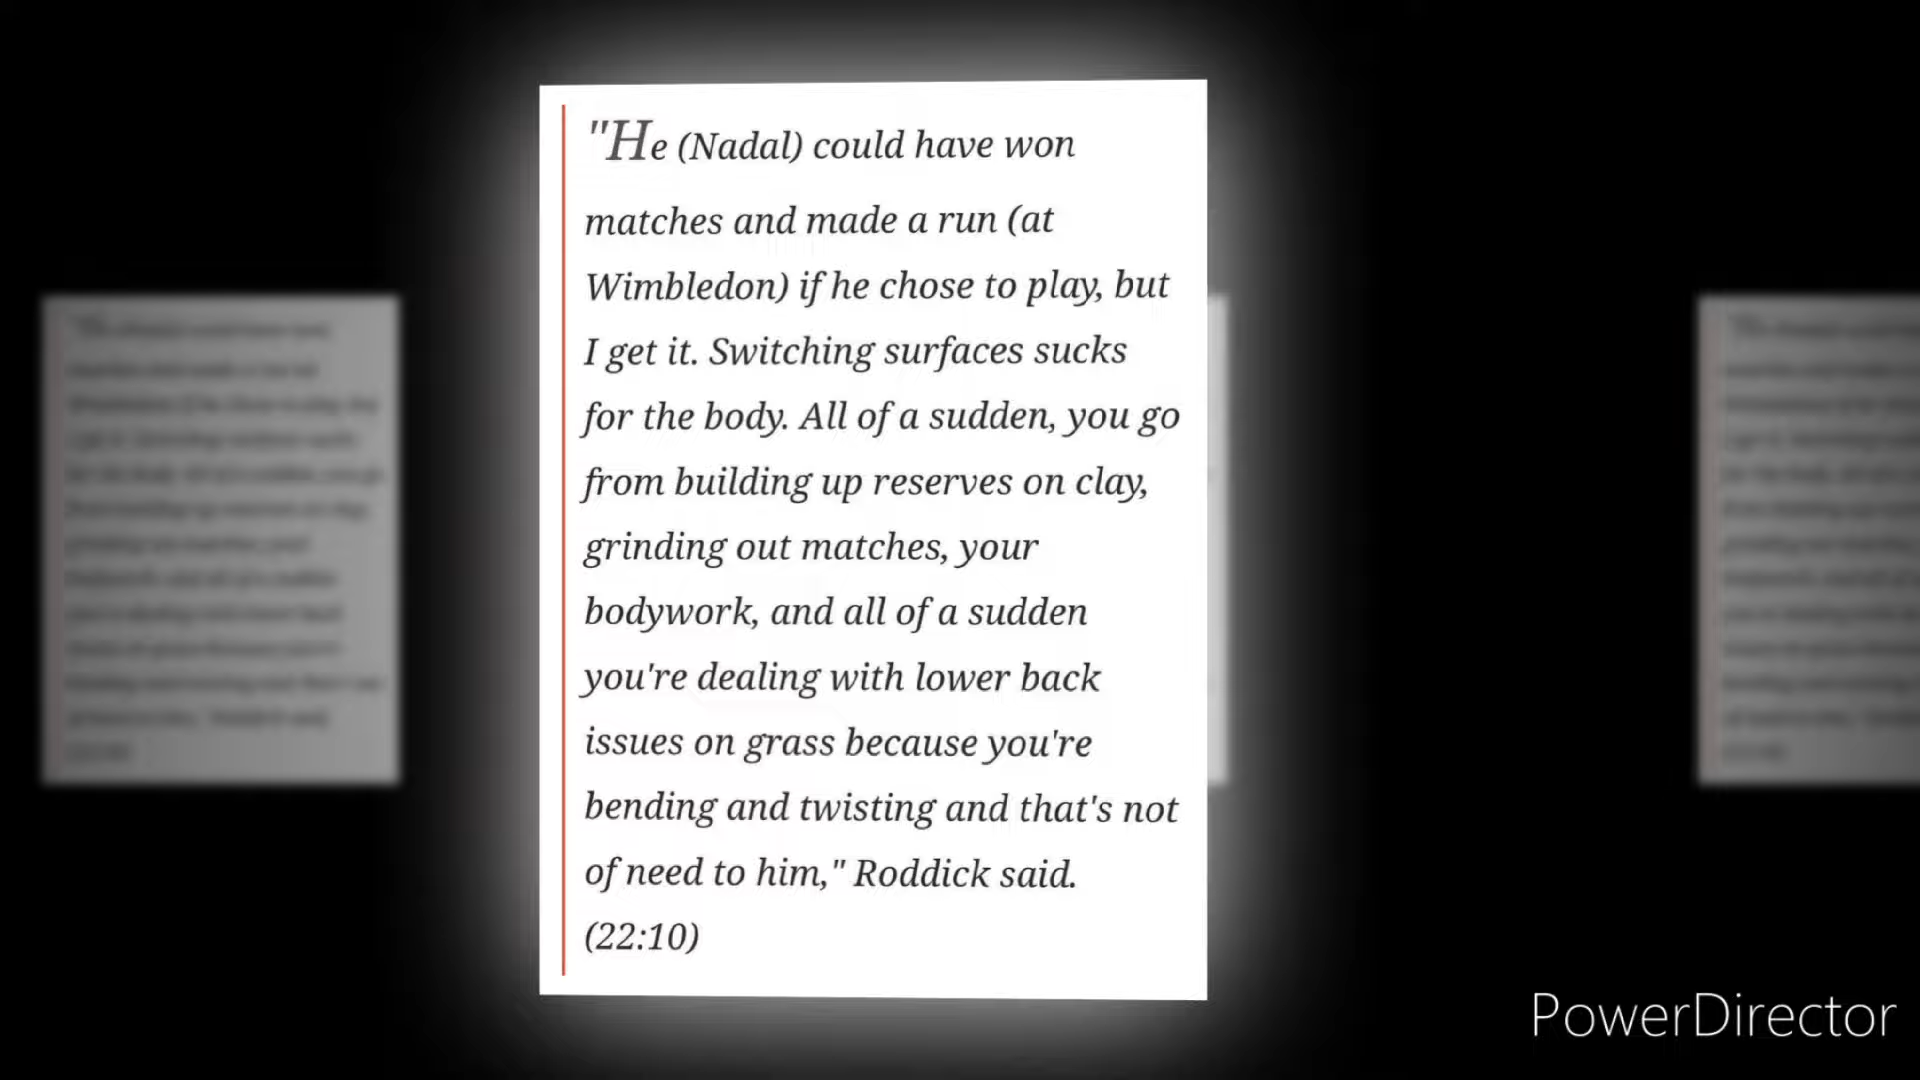 "He (Nadal) could have won
matches and made a run (at
Wimbledon) if he chose to play, but
I get it. Switching surfaces sucks
for the body. All of a sudden, you go
from building up reserves on clay,
grinding out matches, your
bodywork, and all of a sudden
you're dealing with lower back
issues on grass because you're
bending and twisting and that's not
of need to him," Roddick said.
(22:10)
PowerDirector